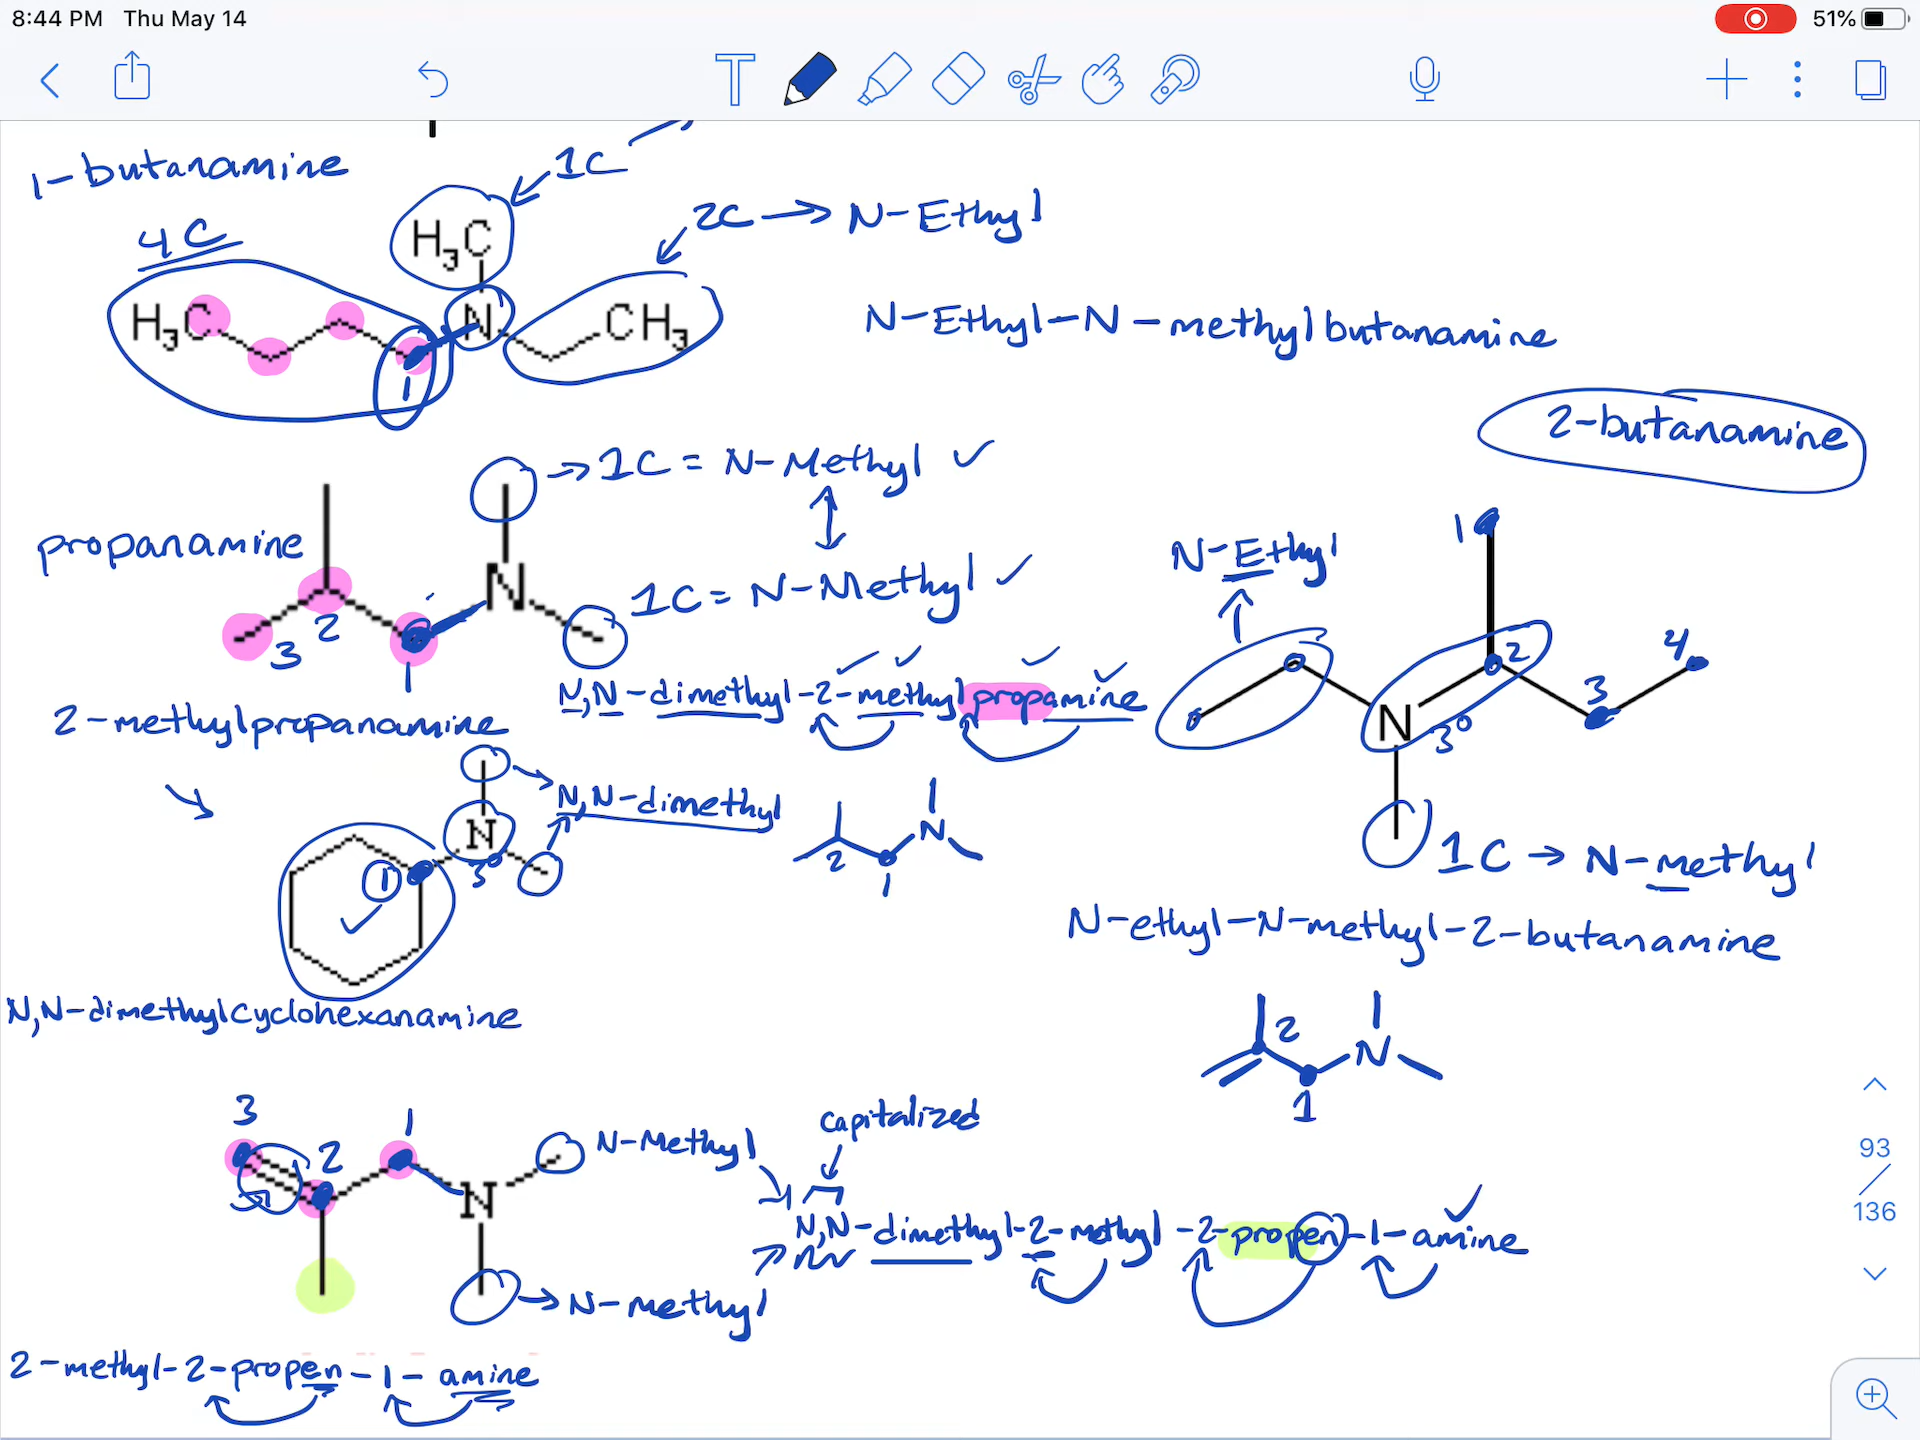 8:44 PM Thu May 14
51%
T
1-butanamine
1C
4C
H₃C
2C → N-Ethyl
H₃C
N
CH₃
1
N-Ethyl-N-methylbutanamine
2-butanamine
→ 1C = N-Methyl ✓
propanamine
N
1C = N-Methyl ✓
3
2
1
N-Ethyl
1
2
3
4
N
3°
N,N-dimethyl-2-methylpropamine
2-methylpropanamine
N,N-dimethyl
N
1
3°
N
2
1
1C → N-methyl
N-ethyl-N-methyl-2-butanamine
N,N-dimethylcyclohexanamine
2
N
1
3
2
1
N
N-Methyl
Capitalized
N,N-dimethyl-2-methyl-2-propen-1-amine
→ N-methyl
2-methyl-2-propen-1-amine
93
136